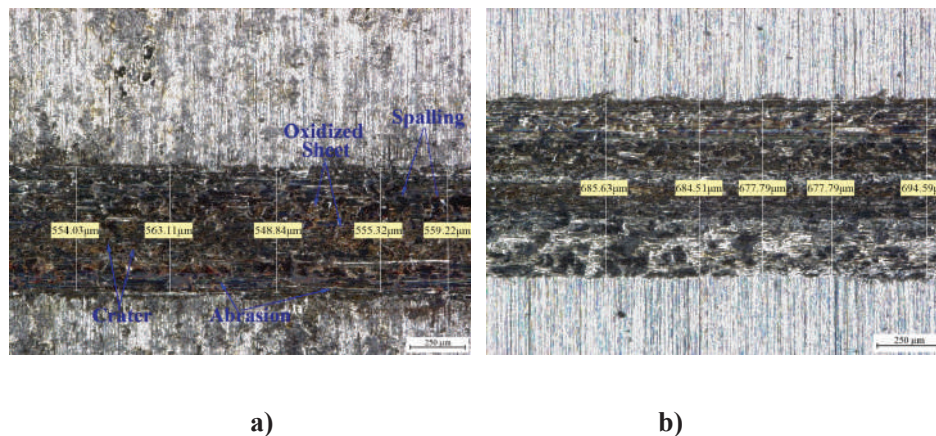 Spalling
Oxidized
Sheet
554.03μm
563.11μm
548.84μm
555.32μm
559.22μm
Crater
Abrasion
250 μm
685.63μm
684.51μm
677.79μm
677.79μm
694.59μm
250 μm
a)
b)